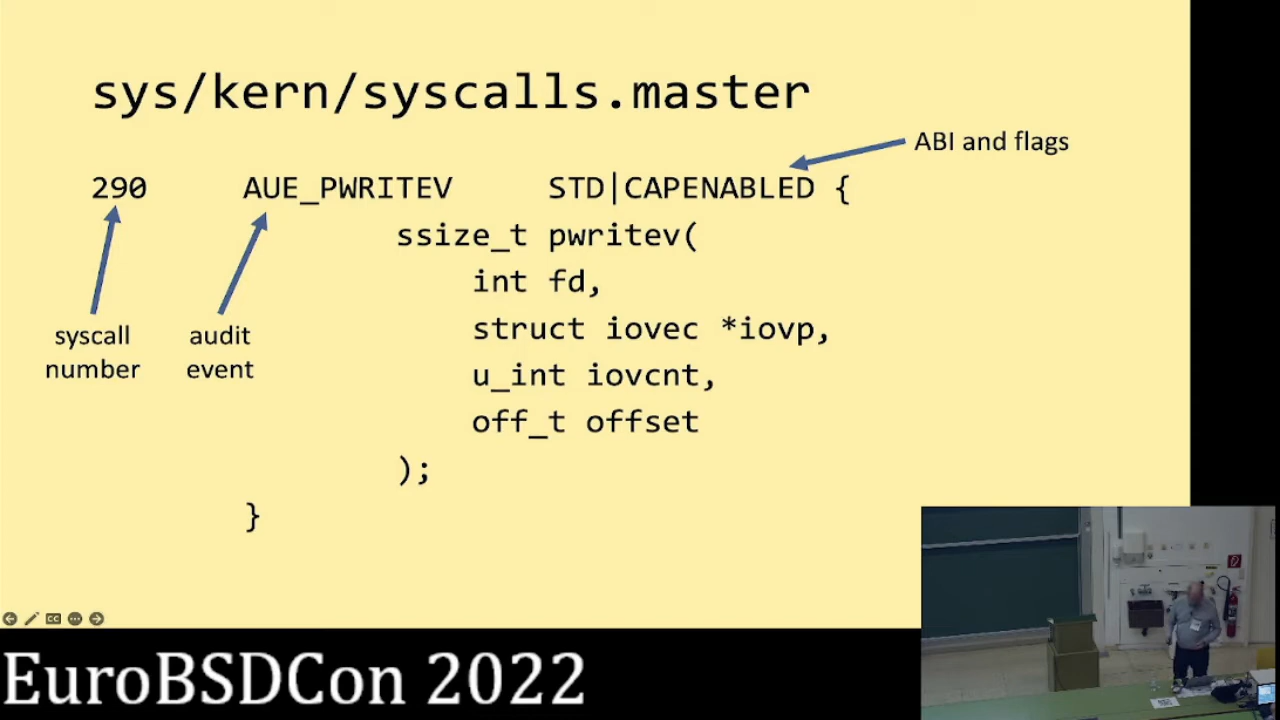 sys/kern/syscalls.master
ABI and flags
290 AUE_PWRITEV STD|CAPENABLED {
ssize_t pwritev(
int fd,
struct iovec *iovp,
u_int iovcnt,
off_t offset
);
}
syscall
number
audit
event
CC
EuroBSDCon 2022